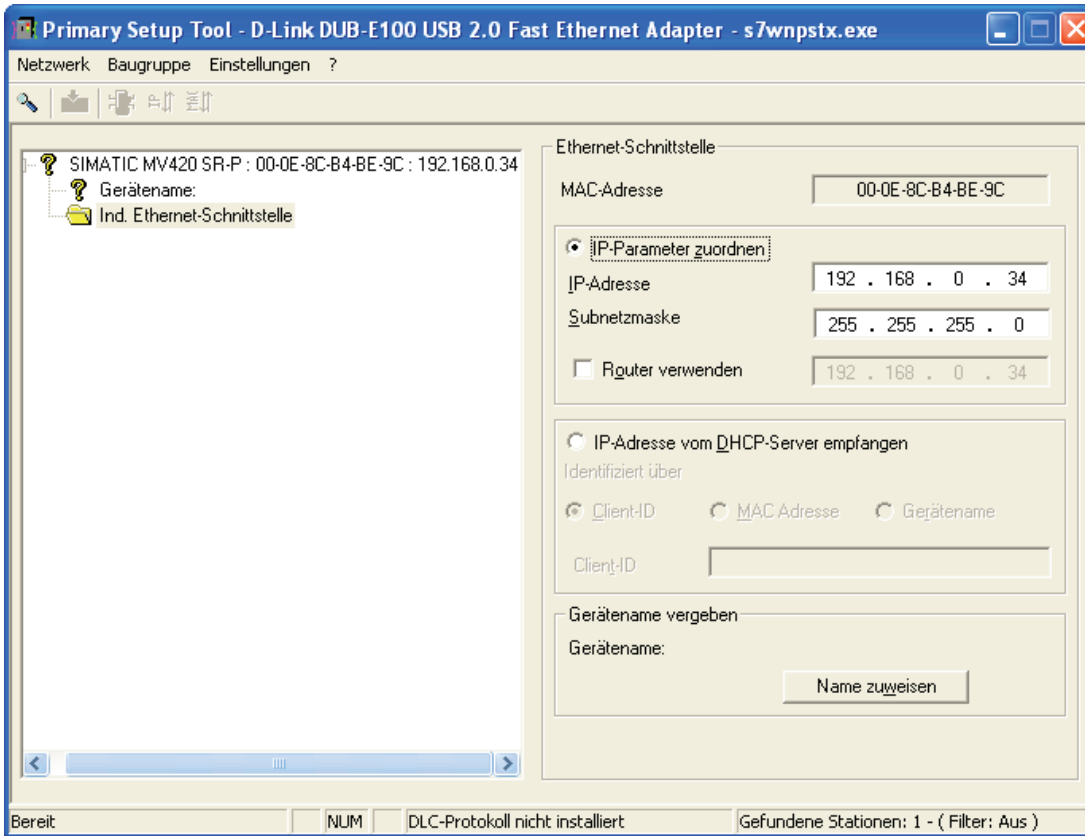 Primary Setup Tool - D-Link DUB-E100 USB 2.0 Fast Ethernet Adapter - s7wnpstx.exe
Netzwerk Baugruppe Einstellungen ?
SIMATIC MV420 SR-P : 00-0E-8C-B4-BE-9C : 192.168.0.34
Gerätename:
Ind. Ethernet-Schnittstelle
Ethernet-Schnittstelle
MAC-Adresse 00-0E-8C-B4-BE-9C
IP-Parameter zuordnen
IP-Adresse 192 . 168 . 0 . 34
Subnetzmaske 255 . 255 . 255 . 0
Router verwenden 192 . 168 . 0 . 34
IP-Adresse vom DHCP-Server empfangen
Identifiziert über
Client-ID MAC Adresse Gerätename
Client-ID
Gerätename vergeben
Gerätename:
Name zuweisen
Bereit NUM DLC-Protokoll nicht installiert Gefundene Stationen: 1 - ( Filter: Aus )